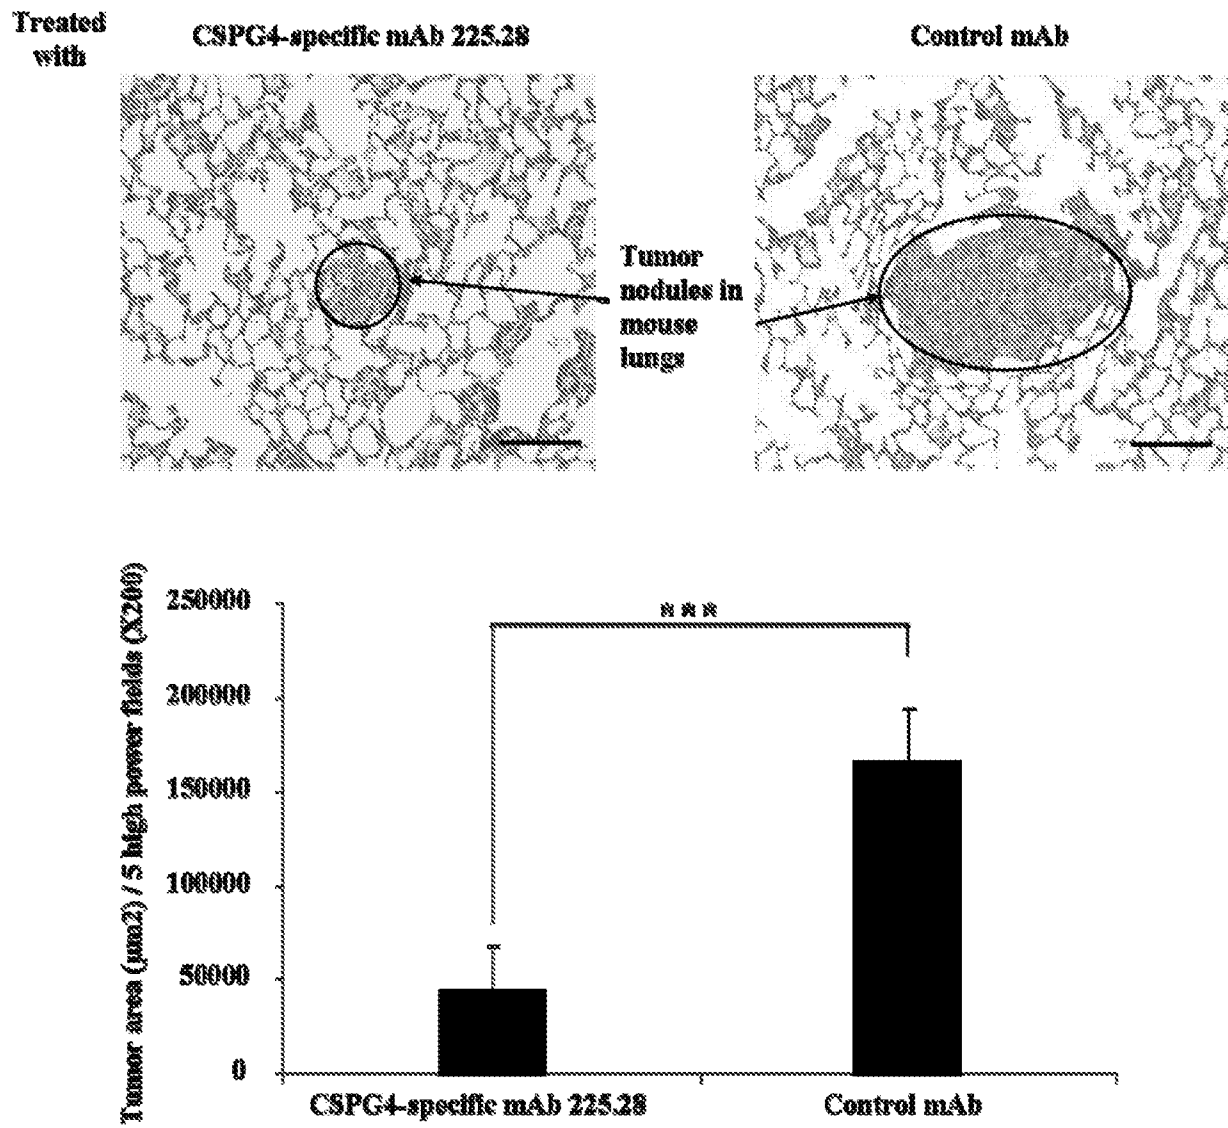 Treated
with
CSPG4-specific mAb 225.28
Control mAb
Tumor
nodules in
mouse
lungs
Tumor area (µm2) / 5 high power fields (X200)
250000
200000
150000
100000
50000
0
***
CSPG4-specific mAb 225.28
Control mAb